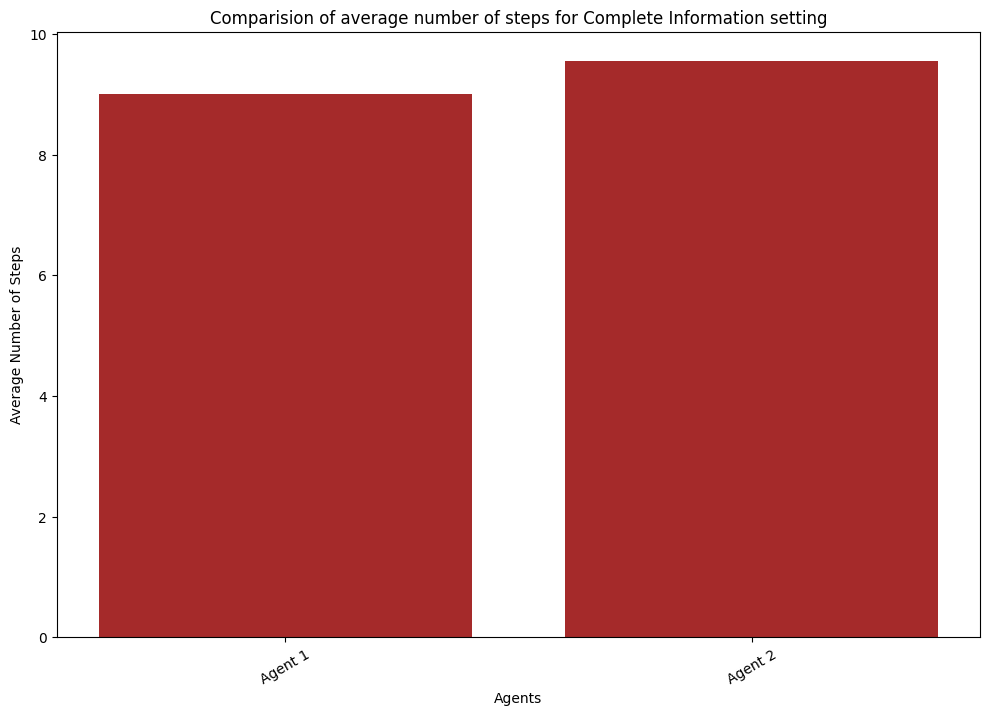 Comparision of average number of steps for Complete Information setting
10
8
6
4
2
0
Average Number of Steps
Agent 1
Agent 2
Agents